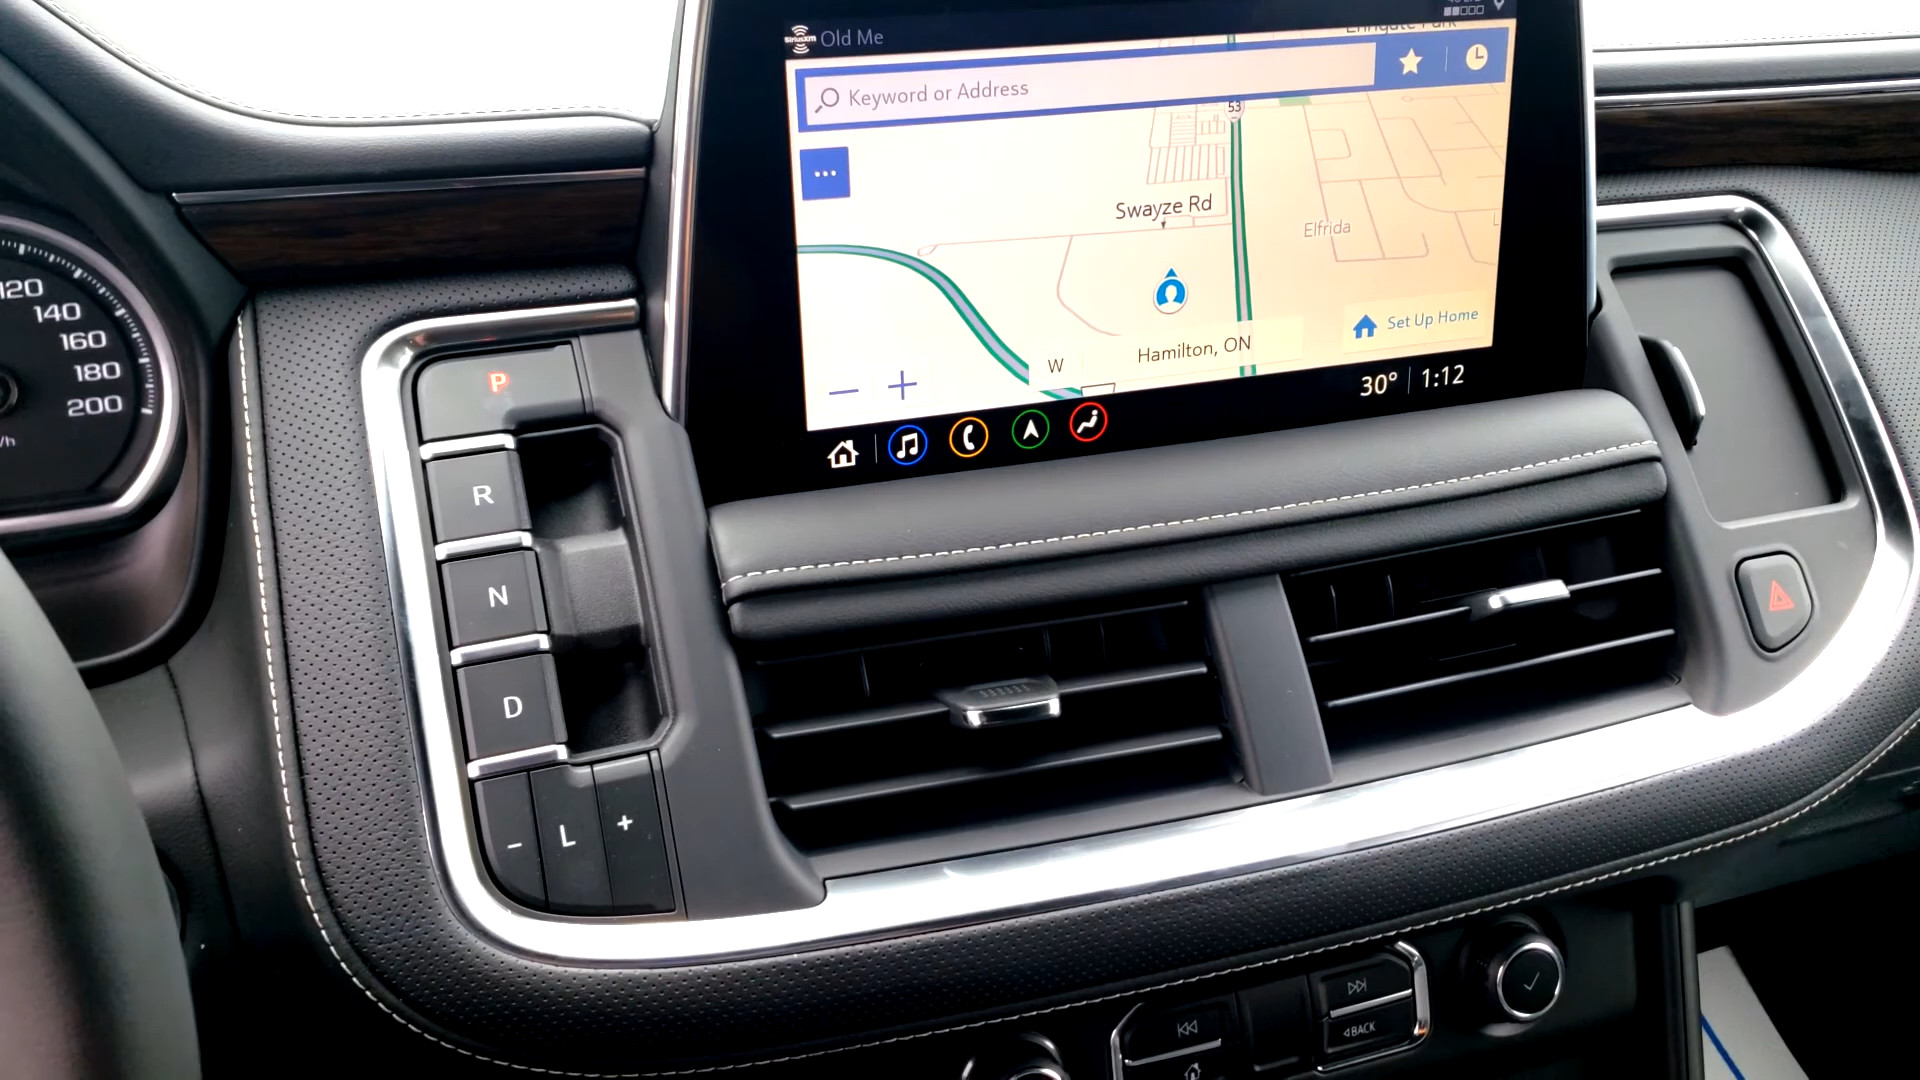 SiriusXM Old Me
Keyword or Address
53
...
Swayze Rd
Elfrida
Set Up Home
W
Hamilton, ON
30° 1:12
120
140
160
180
200
P
R
N
D
- L +
BACK